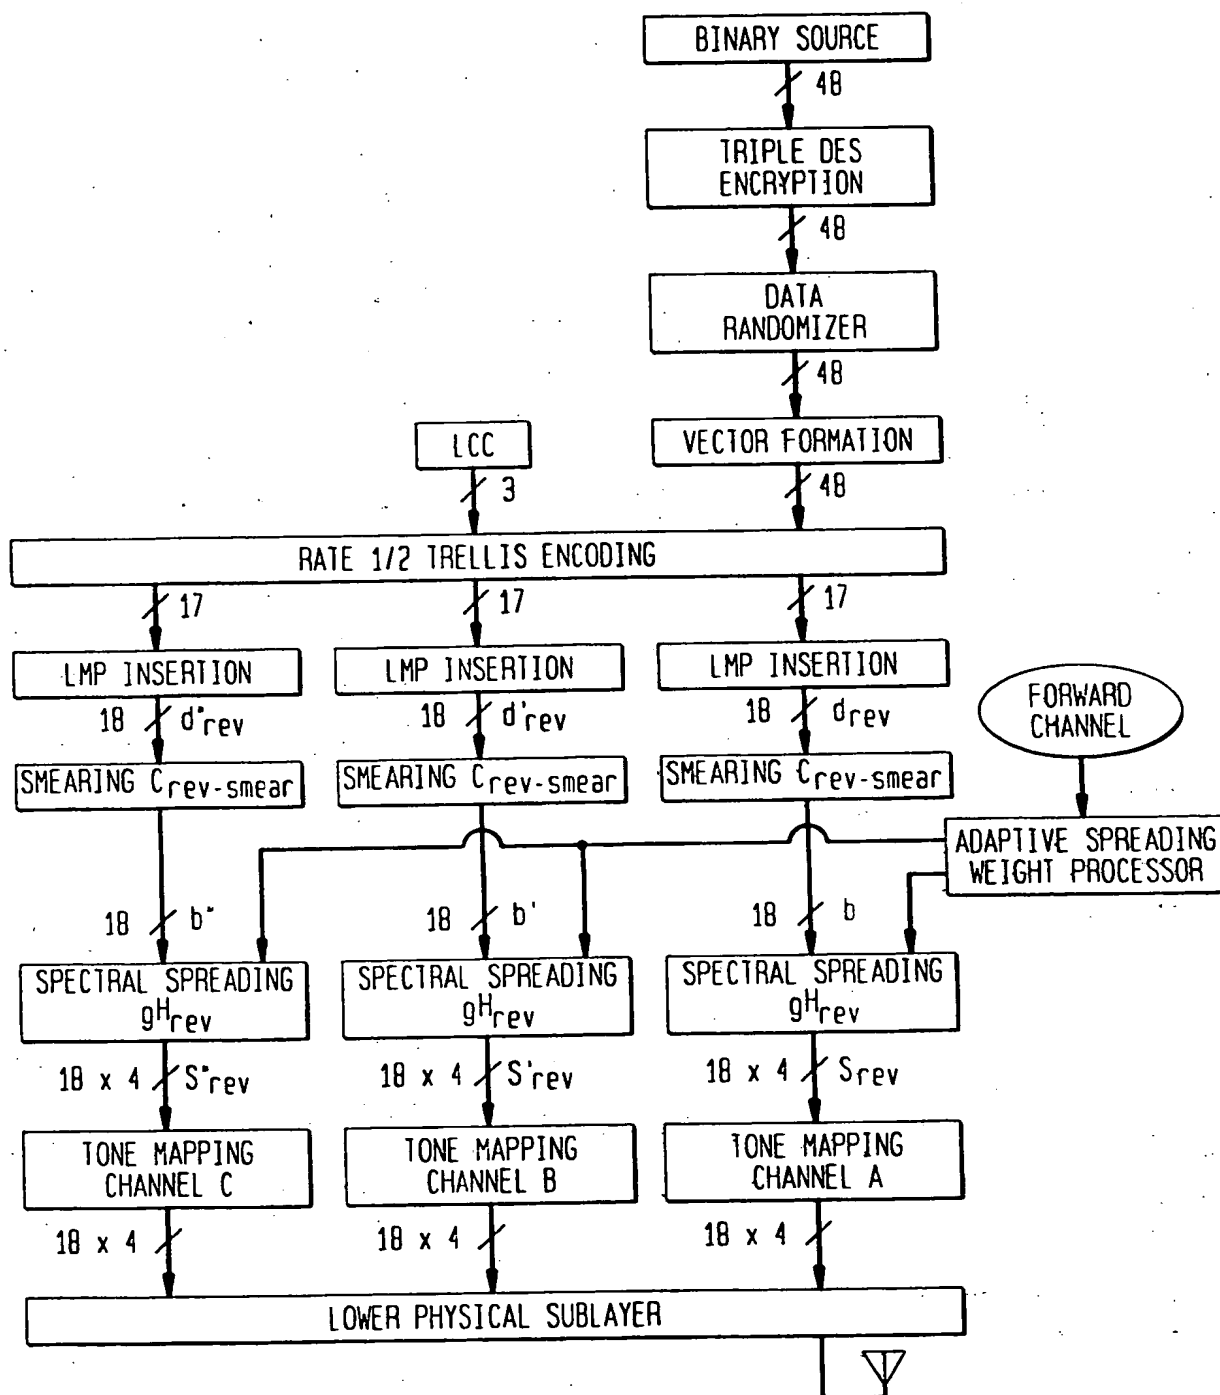 BINARY SOURCE
48
TRIPLE DES
ENCRYPTION
48
DATA
RANDOMIZER
48
LCC
VECTOR FORMATION
3
48
RATE 1/2 TRELLIS ENCODING
17
17
17
LMP INSERTION
LMP INSERTION
LMP INSERTION
18 d"rev
18 d'rev
18 drev
FORWARD
CHANNEL
SMEARING Crev-smear
SMEARING Crev-smear
SMEARING Crev-smear
ADAPTIVE SPREADING
WEIGHT PROCESSOR
18 b"
18 b'
18 b
SPECTRAL SPREADING
gHrev
SPECTRAL SPREADING
gHrev
SPECTRAL SPREADING
gHrev
18 x 4 S"rev
18 x 4 S'rev
18 x 4 Srev
TONE MAPPING
CHANNEL C
TONE MAPPING
CHANNEL B
TONE MAPPING
CHANNEL A
18 x 4
18 x 4
18 x 4
LOWER PHYSICAL SUBLAYER